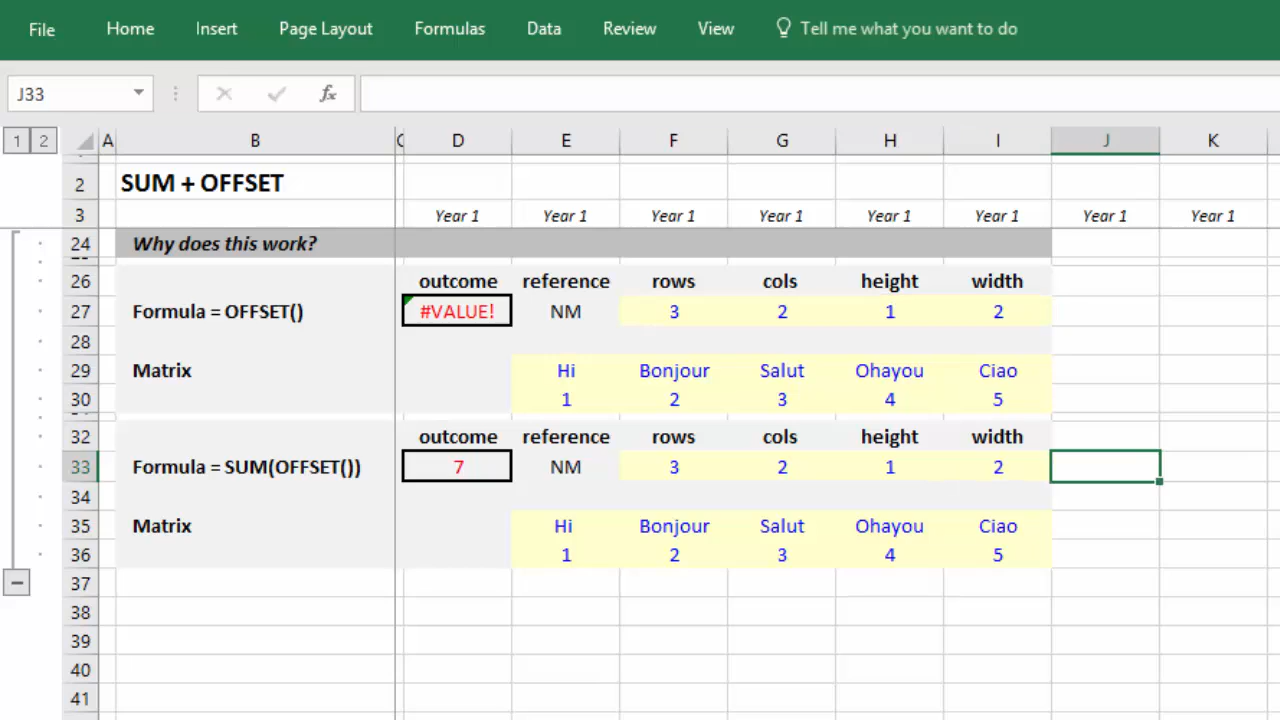 File Home Insert Page Layout Formulas Data Review View Tell me what you want to do
J33 fx
1 2 A B C D E F G H I J K
2 SUM + OFFSET
3 Year 1 Year 1 Year 1 Year 1 Year 1 Year 1 Year 1 Year 1
24 Why does this work?
26 outcome reference rows cols height width
27 Formula = OFFSET() #VALUE! NM 3 2 1 2
28
29 Matrix Hi Bonjour Salut Ohayou Ciao
30 1 2 3 4 5
32 outcome reference rows cols height width
33 Formula = SUM(OFFSET()) 7 NM 3 2 1 2
34
35 Matrix Hi Bonjour Salut Ohayou Ciao
36 1 2 3 4 5
37
38
39
40
41